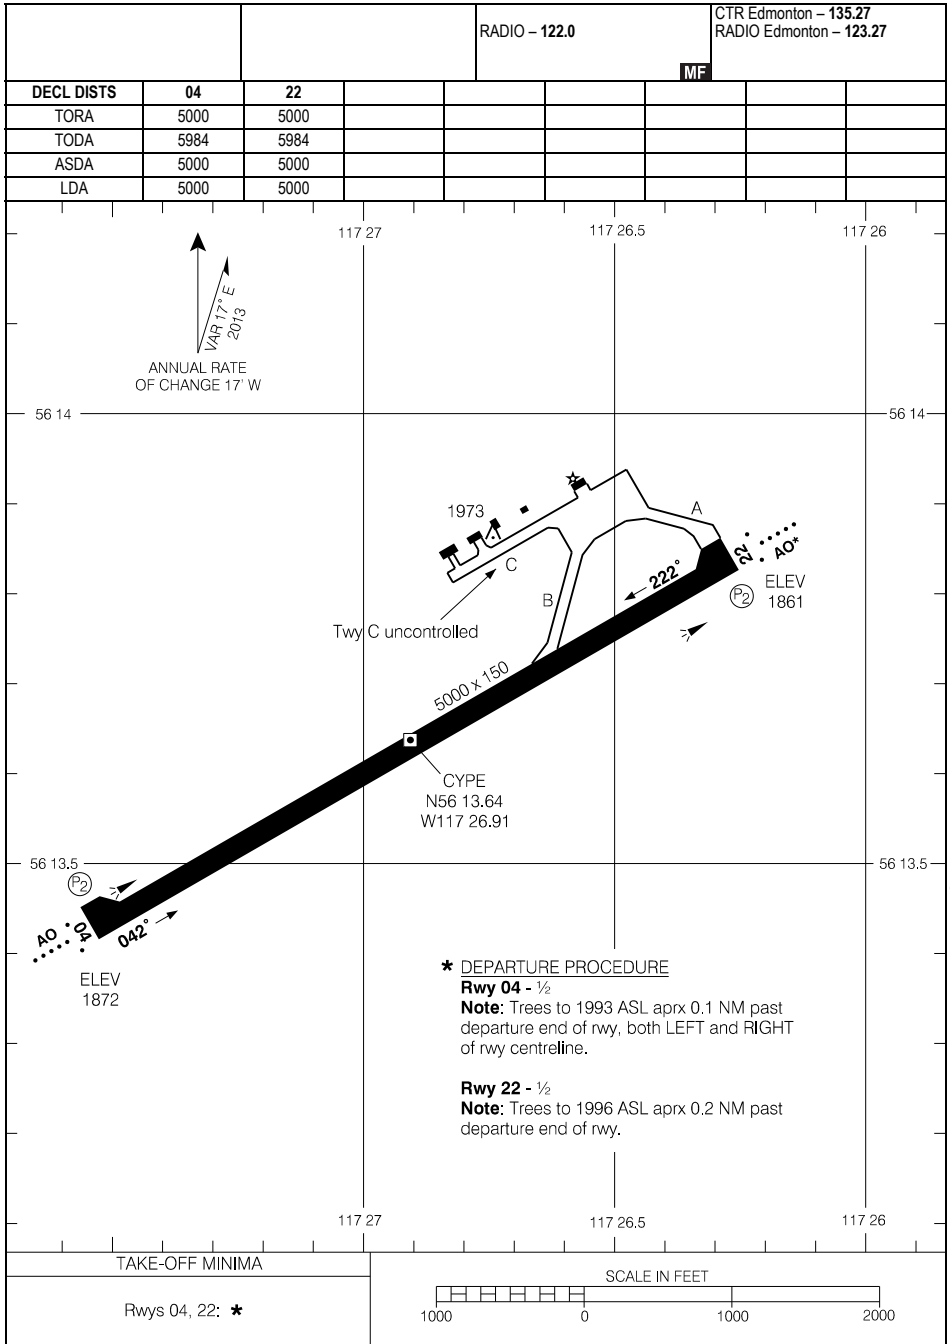 RADIO – 122.0
MF
CTR Edmonton – 135.27
RADIO Edmonton – 123.27
DECL DISTS 04 22
TORA 5000 5000
TODA 5984 5984
ASDA 5000 5000
LDA 5000 5000
117 27 117 26.5 117 26
VAR 17° E
2013
ANNUAL RATE
OF CHANGE 17' W
56 14 56 14
1973
A
C
B
22
AO*
222°
P2
ELEV
1861
Twy C uncontrolled
5000 x 150
CYPE
N56 13.64
W117 26.91
56 13.5 56 13.5
P2
AO
04
042°
ELEV
1872
* DEPARTURE PROCEDURE
Rwy 04 - ½
Note: Trees to 1993 ASL aprx 0.1 NM past
departure end of rwy, both LEFT and RIGHT
of rwy centreline.
Rwy 22 - ½
Note: Trees to 1996 ASL aprx 0.2 NM past
departure end of rwy.
117 27 117 26.5 117 26
TAKE-OFF MINIMA
Rwys 04, 22: *
SCALE IN FEET
1000 0 1000 2000